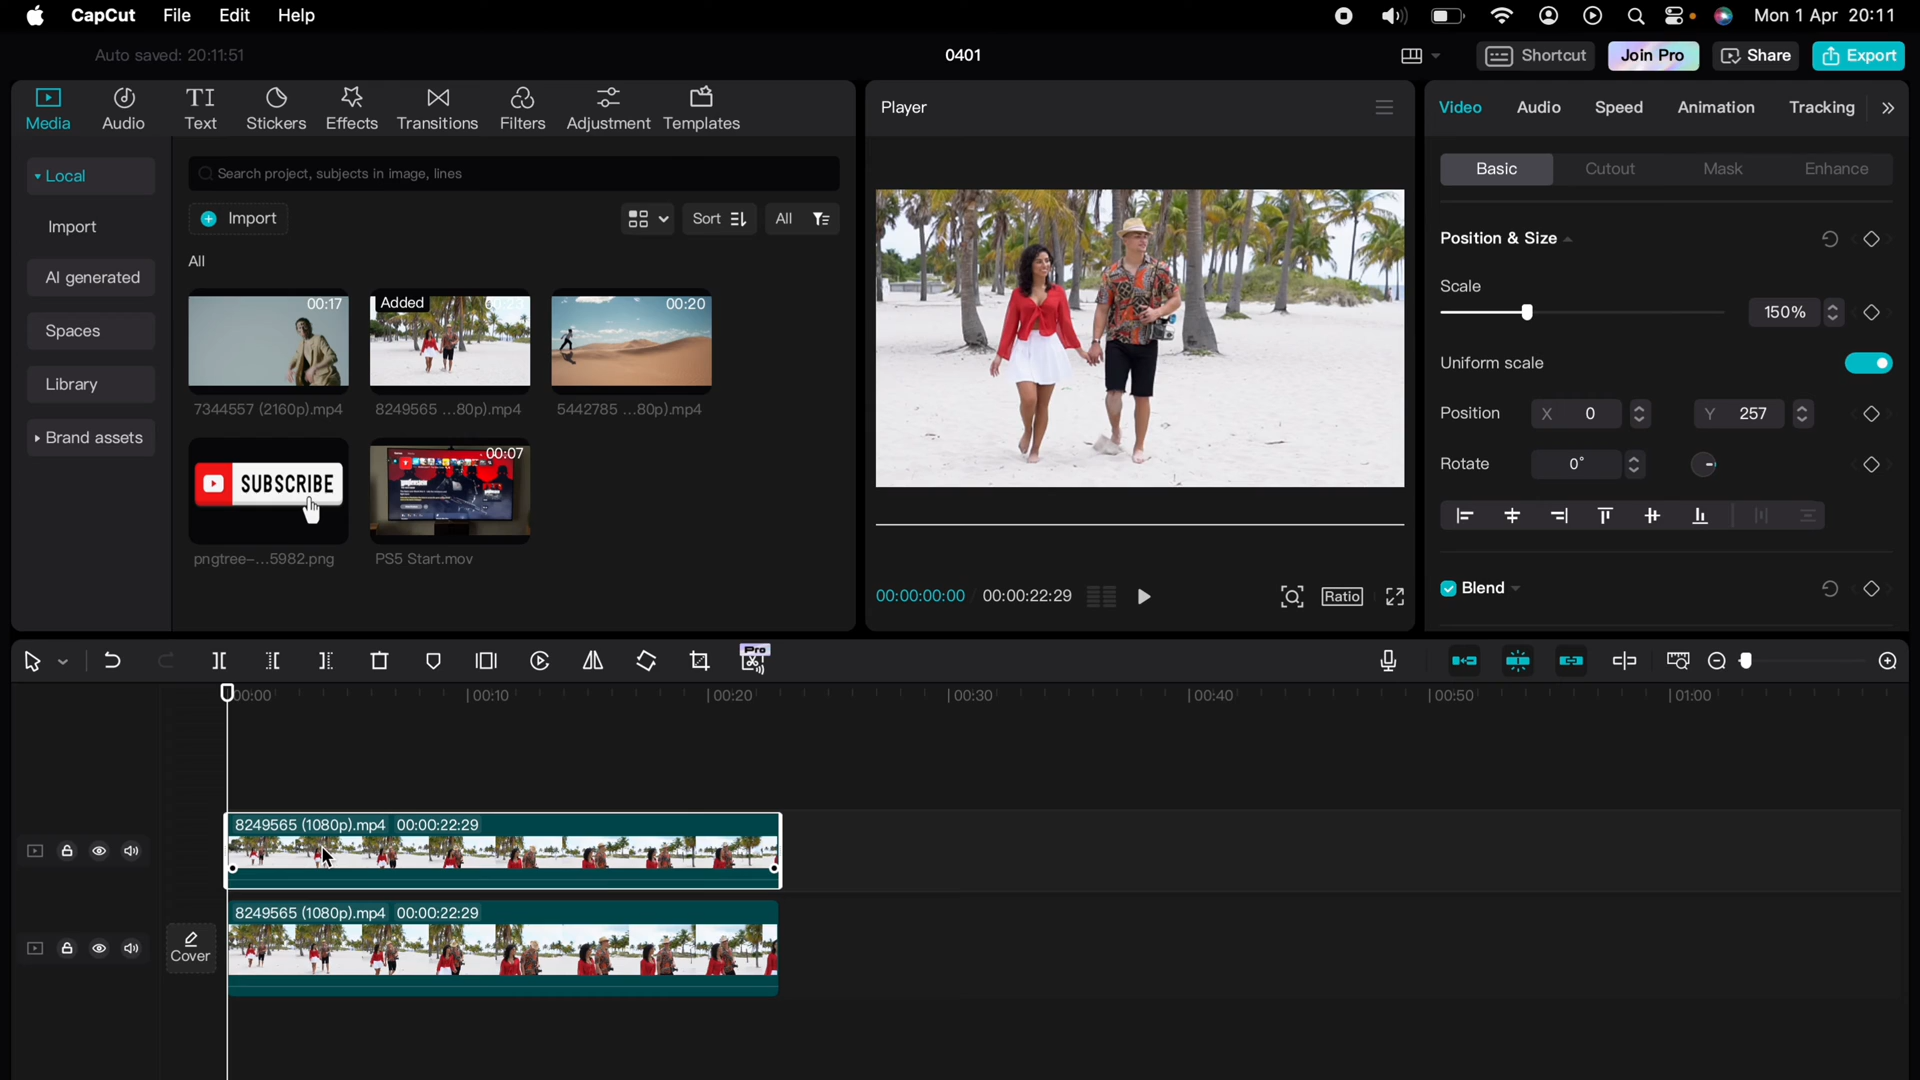 CapCut File Edit Help Mon 1 Apr 20:11
Auto saved: 20:11:51 0401 Shortcut Join Pro Share Export
Media Audio Text Stickers Effects Transitions Filters Adjustment Templates
Player
Video Audio Speed Animation Tracking
Local
Import
AI generated
Spaces
Library
Brand assets
Search project, subjects in image, lines
Import Sort All
All
00:17
Added
00:20
7344557 (2160p).mp4 8249565 ...80p).mp4 5442785 ...80p).mp4
SUBSCRIBE
00:07
pngtree-...5982.png PS5 Start.mov
00:00:00:00 00:00:22:29 Ratio
Basic Cutout Mask Enhance
Position & Size
Scale
150%
Uniform scale
Position X 0 Y 257
Rotate 0°
Blend
Pro
00:00 00:10 00:20 00:30 00:40 00:50 01:00
8249565 (1080p).mp4 00:00:22:29
8249565 (1080p).mp4 00:00:22:29
Cover